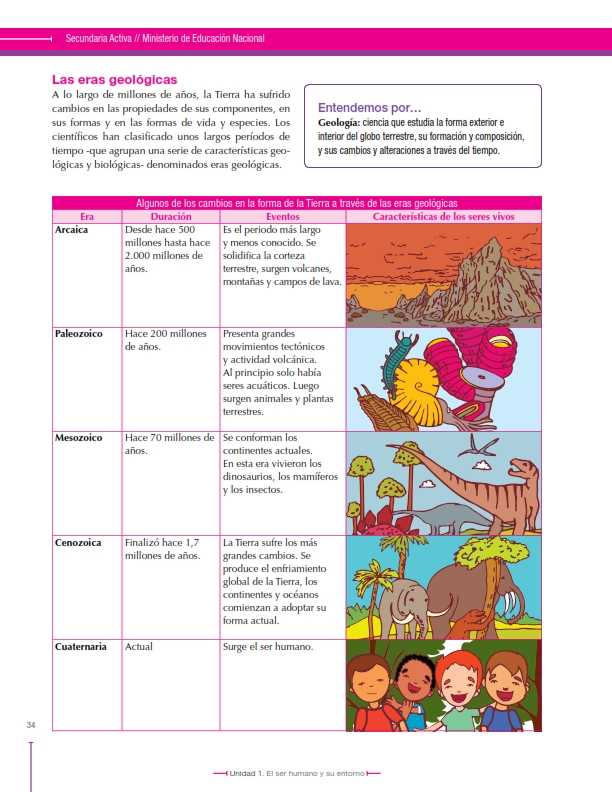 Secundaria Activa // Ministerio de Educación Nacional
Las eras geológicas
A lo largo de millones de años, la Tierra ha sufrido
cambios en las propiedades de sus componentes, en
sus formas y en las formas de vida y especies. Los
científicos han clasificado unos largos períodos de
tiempo -que agrupan una serie de características geo-
lógicas y biológicas- denominados eras geológicas.
Entendemos por…
Geología: ciencia que estudia la forma exterior e
interior del globo terrestre, su formación y composición,
y sus cambios y alteraciones a través del tiempo.
Algunos de los cambios en la forma de la Tierra a través de las eras geológicas
Era Duración Eventos Características de los seres vivos
Arcaica
Desde hace 500
millones hasta hace
2.000 millones de
años.
Es el periodo más largo
y menos conocido. Se
solidifica la corteza
terrestre, surgen volcanes,
montañas y campos de lava.
Paleozoico
Hace 200 millones
de años.
Presenta grandes
movimientos tectónicos
y actividad volcánica.
Al principio solo había
seres acuáticos. Luego
surgen animales y plantas
terrestres.
Mesozoico
Hace 70 millones de
años.
Se conforman los
continentes actuales.
En esta era vivieron los
dinosaurios, los mamíferos
y los insectos.
Cenozoica
Finalizó hace 1,7
millones de años.
La Tierra sufre los más
grandes cambios. Se
produce el enfriamiento
global de la Tierra, los
continentes y océanos
comienzan a adoptar su
forma actual.
Cuaternaria
Actual
Surge el ser humano.
34
Unidad 1. El ser humano y su entorno